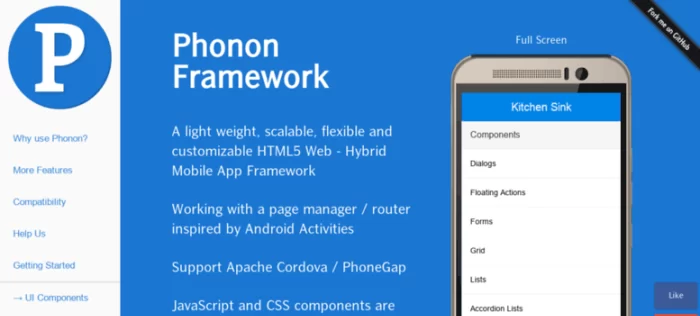 P
Why use Phonon?
More Features
Compatibility
Help Us
Getting Started
→ UI Components
Phonon
Framework
A light weight, scalable, flexible and
customizable HTML5 Web - Hybrid
Mobile App Framework
Working with a page manager / router
inspired by Android Activities
Support Apache Cordova / PhoneGap
JavaScript and CSS components are
Full Screen
Kitchen Sink
Components
Dialogs
Floating Actions
Forms
Grid
Lists
Accordion Lists
Fork me on GitHub
Like